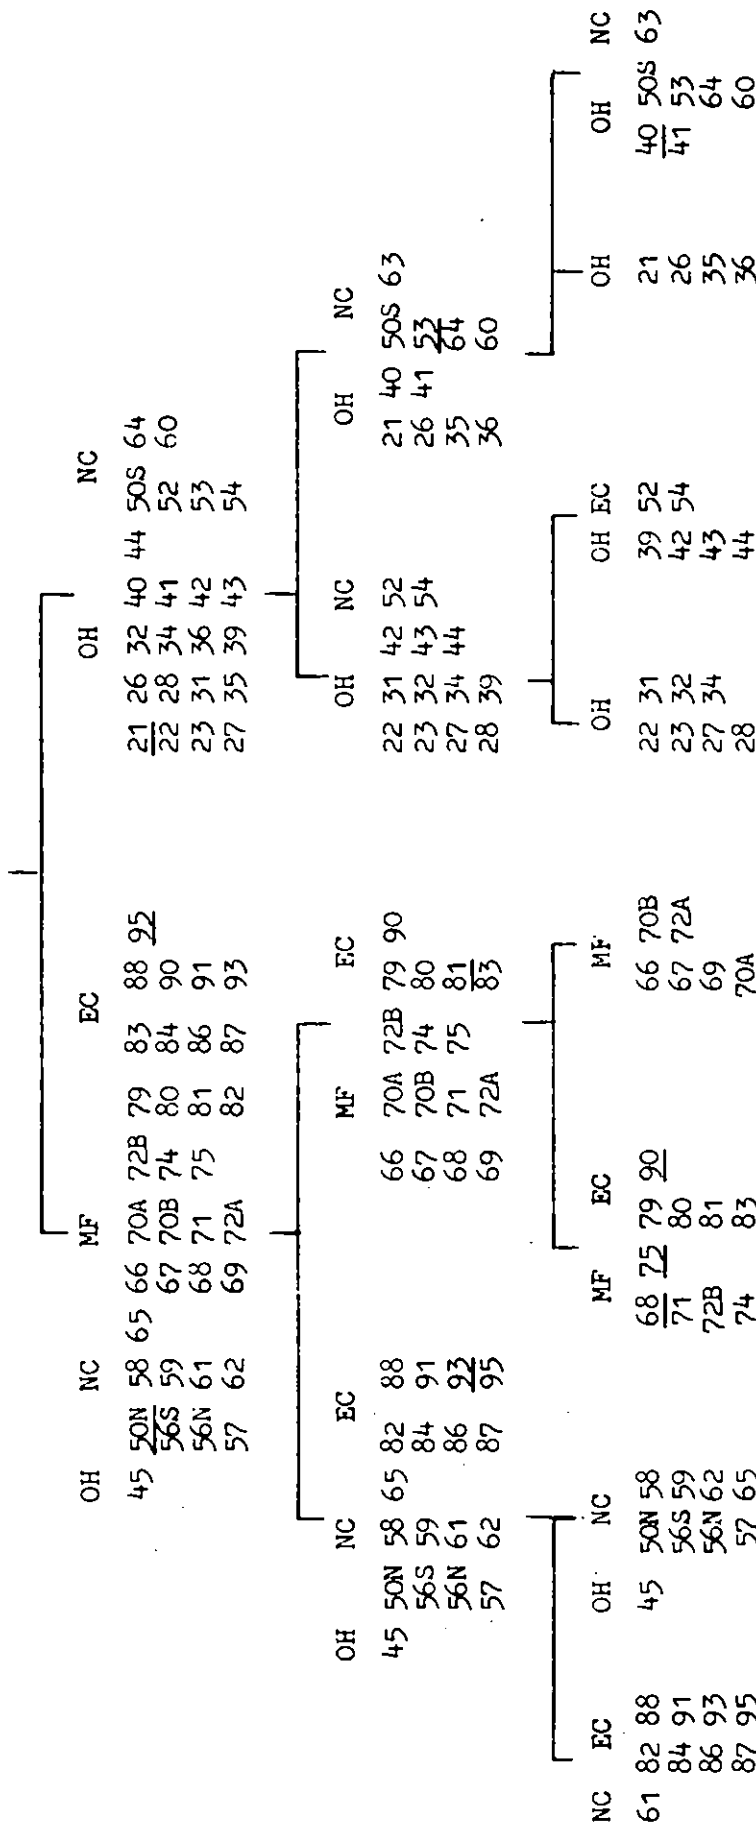 OH NC MF EC OH NC
45 50N 58 65 66 70A 72B 79 83 88 95 21 26 32 40 44 50S 64
56S 59 67 70B 74 80 84 90 22 28 34 41 52 60
56N 61 68 71 75 81 86 91 23 31 36 42 53
57 62 69 72A 82 87 93 27 35 39 43 54
OH NC EC MF EC OH NC OH NC
45 50N 58 65 82 88 66 70A 72B 79 90 22 31 42 52 21 40 50S 63
56S 59 84 91 67 70B 74 80 23 32 43 54 26 41 53
56N 61 86 93 68 71 75 81 27 34 44 35 64
57 62 87 95 69 72A 83 28 39 36 60
NC EC OH NC MF EC MF OH OH EC OH OH NC
61 82 88 45 50N 58 68 75 79 90 66 70B 22 31 39 52 21 40 50S 63
84 91 56S 59 71 80 67 72A 23 32 42 54 26 41 53
86 93 56N 62 72B 81 69 27 34 43 35 64
87 95 57 65 74 83 70A 28 44 36 60